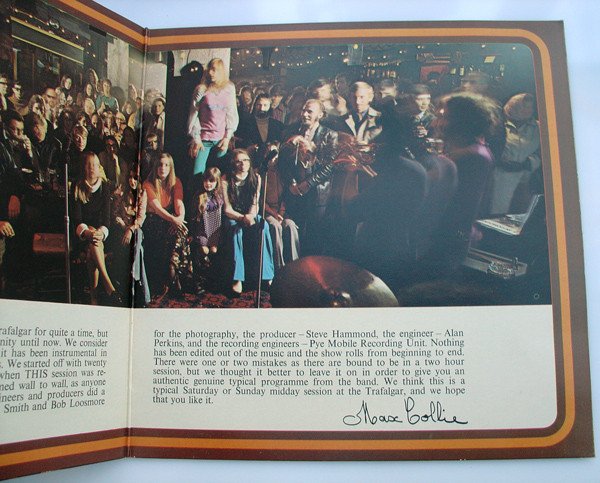 rafalgar for quite a time, but
nity until now. We consider
it has been instrumental in
. We started off with twenty
when THIS session was re-
ned wall to wall, as anyone
ineers and producers did a
Smith and Bob Loosmore
for the photography, the producer – Steve Hammond, the engineer – Alan
Perkins, and the recording engineers – Pye Mobile Recording Unit. Nothing
has been edited out of the music and the show rolls from beginning to end.
There were one or two mistakes as there are bound to be in a two hour
session, but we thought it better to leave it on in order to give you an
authentic genuine typical programme from the band. We think this is a
typical Saturday or Sunday midday session at the Trafalgar, and we hope
that you like it.
Max Collie